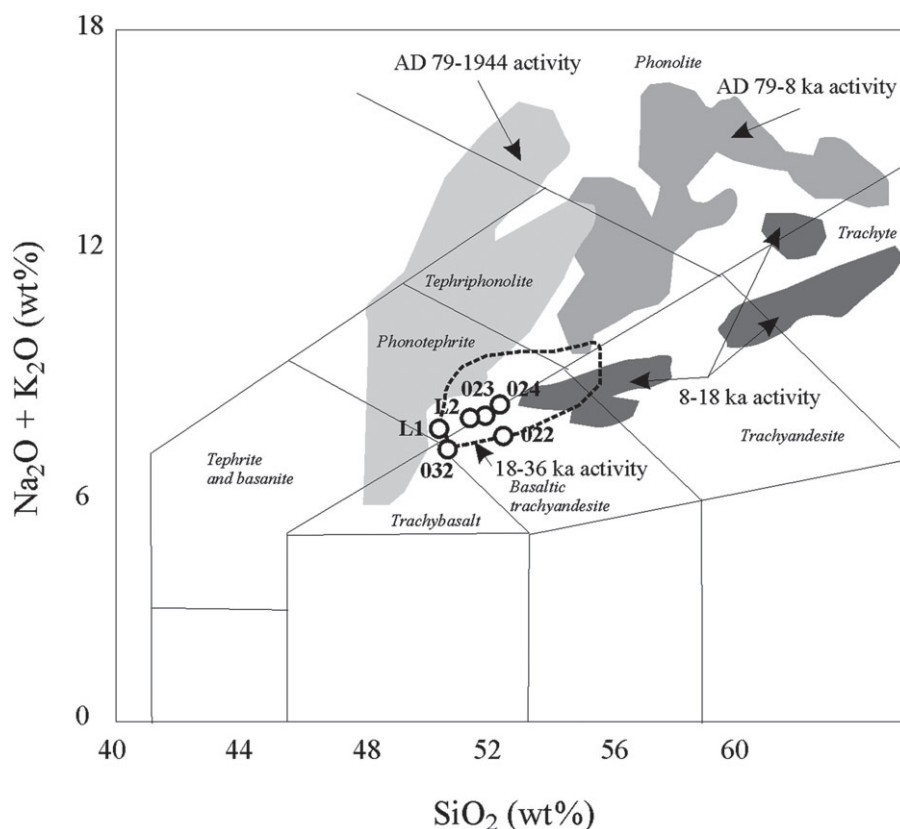 18
AD 79-1944 activity
Phonolite
AD 79-8 ka activity
12
Trachyte
Tephriphonolite
Phonotephrite
023 024
L2
8-18 ka activity
L1
022
Trachyandesite
032
18-36 ka activity
Tephrite
and basanite
6
Basaltic
trachyandesite
Trachybasalt
0
40 44 48 52 56 60
SiO₂ (wt%)
Na₂O + K₂O (wt%)